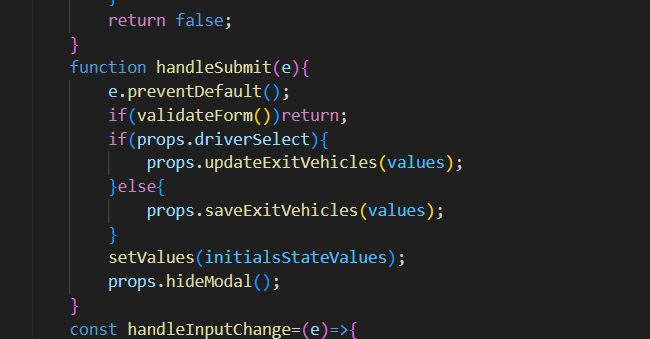 }
return false;
}
function handleSubmit(e){
e.preventDefault();
if(validateForm())return;
if(props.driverSelect){
props.updateExitVehicles(values);
}else{
props.saveExitVehicles(values);
}
setValues(initialsStateValues);
props.hideModal();
}
const handleInputChange=(e)=>{